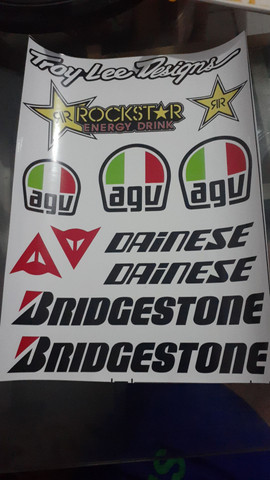 Troy Lee Designs
ROCKSTAR
ENERGY DRINK
agv agv agv
DAINESE
DAINESE
BRIDGESTONE
BRIDGESTONE